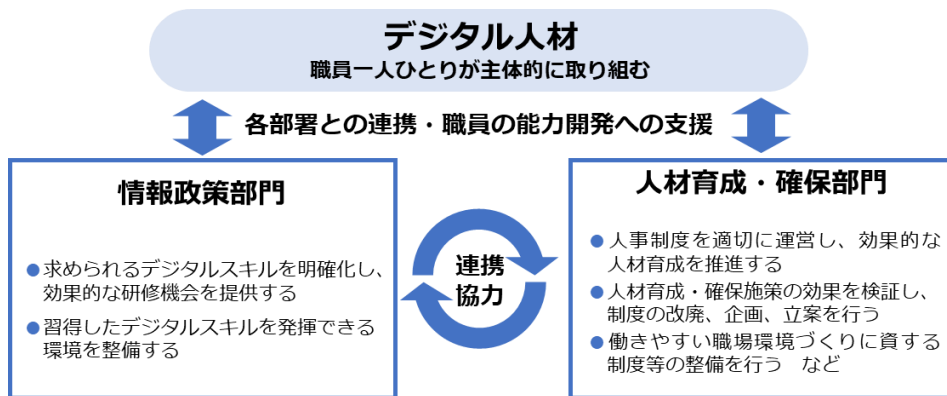 デジタル人材
職員一人ひとりが主体的に取り組む
各部署との連携・職員の能力開発への支援
情報政策部門
● 求められるデジタルスキルを明確化し、
効果的な研修機会を提供する
● 習得したデジタルスキルを発揮できる
環境を整備する
連携
協力
人材育成・確保部門
● 人事制度を適切に運営し、効果的な
人材育成を推進する
● 人材育成・確保施策の効果を検証し、
制度の改廃、企画、立案を行う
● 働きやすい職場環境づくりに資する
制度等の整備を行う　など